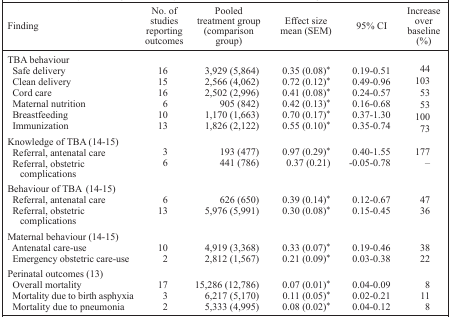 Finding No. of studies reporting outcomes Pooled treatment group (comparison group) Effect size mean (SEM) 95% CI Increase over baseline (%)
TBA behaviour
Safe delivery 16 3,929 (5,864) 0.35 (0.08)* 0.19-0.51 44
Clean delivery 15 2,566 (4,062) 0.72 (0.12)* 0.49-0.96 103
Cord care 16 2,502 (2,996) 0.41 (0.08)* 0.24-0.57 53
Maternal nutrition 6 905 (842) 0.42 (0.13)* 0.16-0.68 53
Breastfeeding 10 1,170 (1,663) 0.70 (0.17)* 0.37-1.30 100
Immunization 13 1,826 (2,122) 0.55 (0.10)* 0.35-0.74 73
Knowledge of TBA (14-15)
Referral, antenatal care 3 193 (477) 0.97 (0.29)* 0.40-1.55 177
Referral, obstetric 6 441 (786) 0.37 (0.21) -0.05-0.78 –
complications
Behaviour of TBA (14-15)
Referral, antenatal care 6 626 (650) 0.39 (0.14)* 0.12-0.67 47
Referral, obstetric 13 5,976 (5,991) 0.30 (0.08)* 0.15-0.45 36
complications
Maternal behaviour (14-15)
Antenatal care-use 10 4,919 (3,368) 0.33 (0.07)* 0.19-0.46 38
Emergency obstetric care-use 2 2,812 (1,567) 0.21 (0.09)* 0.03-0.38 22
Perinatal outcomes (13)
Overall mortality 17 15,286 (12,786) 0.07 (0.01)* 0.04-0.09 8
Mortality due to birth asphyxia 3 6,217 (5,170) 0.11 (0.05)* 0.02-0.21 11
Mortality due to pneumonia 2 5,333 (4,995) 0.08 (0.02)* 0.04-0.12 8